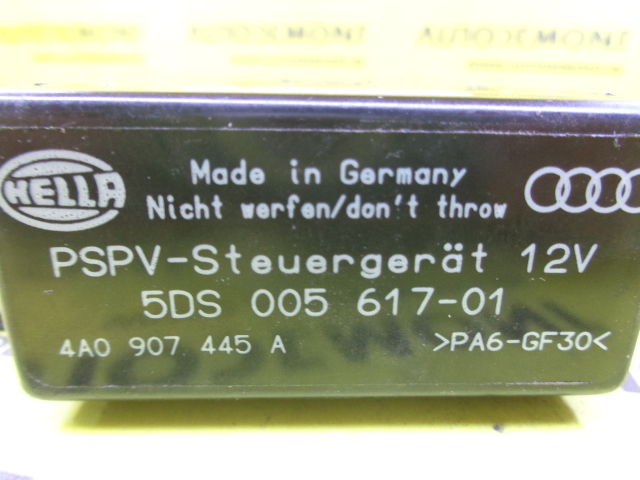 AUTODEMONT
HELLA
Made in Germany
Nicht werfen/don't throw
PSPV-Steuergerät 12V
5DS 005 617-01
4A0 907 445 A >PA6-GF30<